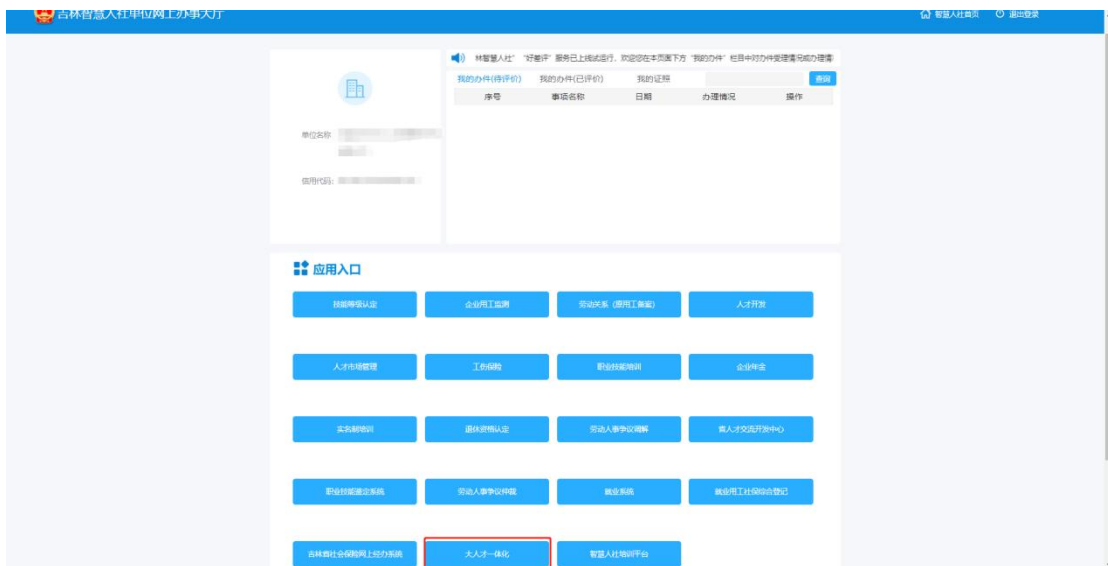 吉林智慧人社单位网上办事大厅
智慧人社首页 退出登录
林智慧人社” “好差评” 服务已上线试运行，欢迎您在本页面下方 “我的办件” 栏目中对办件受理情况或办理情
我的办件(待评价) 我的办件(已评价) 我的证照 查询
序号 事项名称 日期 办理情况 操作
单位名称:
信用代码:
应用入口
技能等级认定 企业用工监测 劳动关系（原用工备案） 人才开发
人才市场管理 工伤保险 职业技能培训 企业年金
实名制培训 退休资格认定 劳动人事争议调解 省人才交流开发中心
职业技能鉴定系统 劳动人事争议仲裁 就业系统 就业用工社保综合登记
吉林省社会保险网上经办系统 大人才一体化 智慧人社培训平台